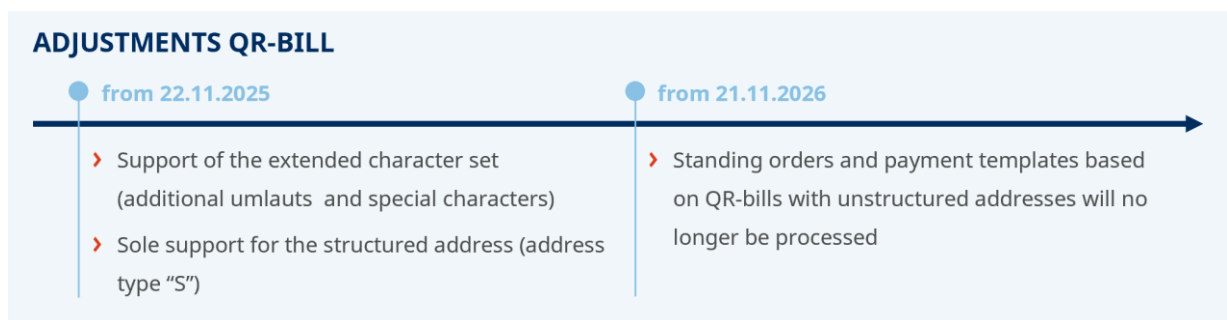 ADJUSTMENTS QR-BILL
from 22.11.2025
Support of the extended character set
(additional umlauts  and special characters)
Sole support for the structured address (address
type “S”)
from 21.11.2026
Standing orders and payment templates based
on QR-bills with unstructured addresses will no
longer be processed